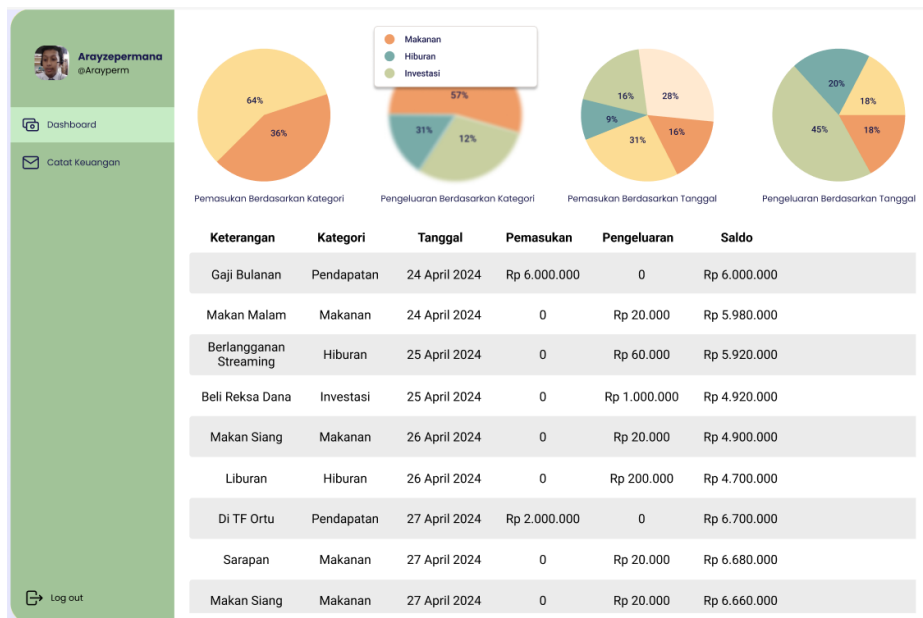 Arayzepermana
@Arayperm
Dashboard
Catat Keuangan
Log out
64%
36%
Pemasukan Berdasarkan Kategori
Makanan
Hiburan
Investasi
57%
31%
12%
Pengeluaran Berdasarkan Kategori
16%
28%
9%
16%
31%
Pemasukan Berdasarkan Tanggal
20%
18%
45%
18%
Pengeluaran Berdasarkan Tanggal
Keterangan Kategori Tanggal Pemasukan Pengeluaran Saldo
Gaji Bulanan Pendapatan 24 April 2024 Rp 6.000.000 0 Rp 6.000.000
Makan Malam Makanan 24 April 2024 0 Rp 20.000 Rp 5.980.000
Berlangganan
Streaming Hiburan 25 April 2024 0 Rp 60.000 Rp 5.920.000
Beli Reksa Dana Investasi 25 April 2024 0 Rp 1.000.000 Rp 4.920.000
Makan Siang Makanan 26 April 2024 0 Rp 20.000 Rp 4.900.000
Liburan Hiburan 26 April 2024 0 Rp 200.000 Rp 4.700.000
Di TF Ortu Pendapatan 27 April 2024 Rp 2.000.000 0 Rp 6.700.000
Sarapan Makanan 27 April 2024 0 Rp 20.000 Rp 6.680.000
Makan Siang Makanan 27 April 2024 0 Rp 20.000 Rp 6.660.000